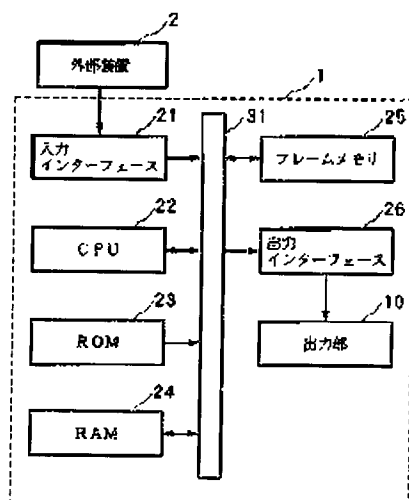 2
外部装置
1
21
31
25
入力
インターフェース
フレームメモリ
22
26
CPU
出力
インターフェース
23
10
ROM
出力部
24
RAM